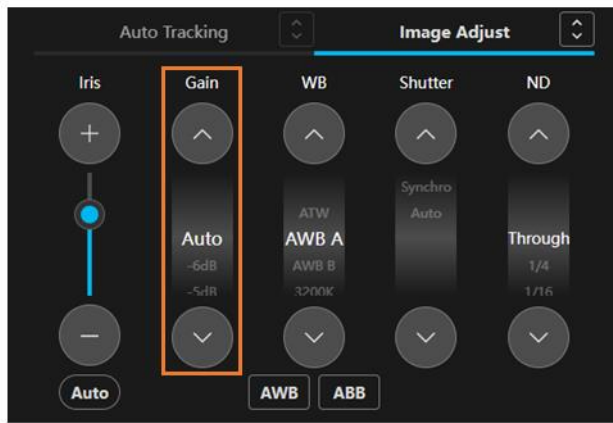 Auto Tracking Image Adjust
Iris Gain WB Shutter ND
Synchro
ATW Auto
Auto AWB A Through
-6dB AWB B 1/4
-5dB 3200K 1/16
Auto AWB ABB